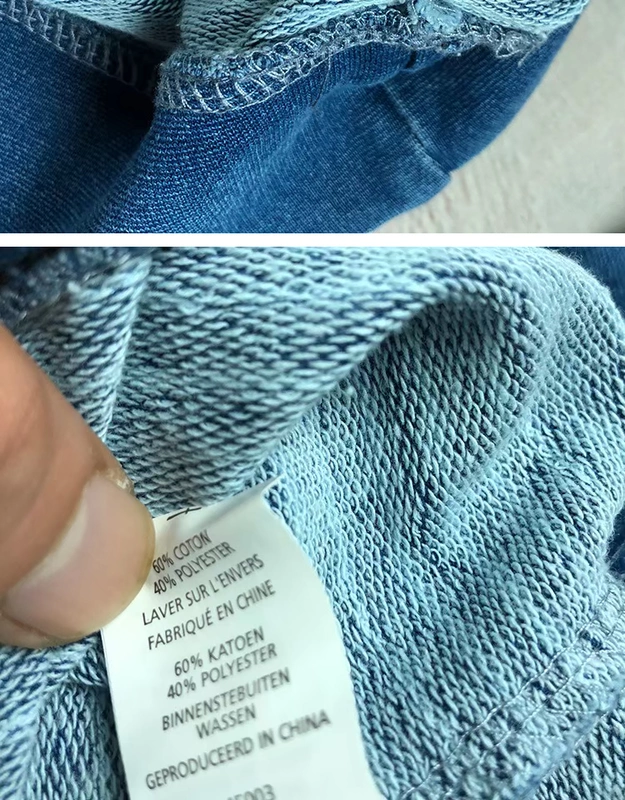 60% COTON
40% POLYESTER
LAVER SUR L'ENVERS
FABRIQUÉ EN CHINE
60% KATOEN
40% POLYESTER
BINNENSTEBUITEN
WASSEN
GEPRODUCEERD IN CHINA